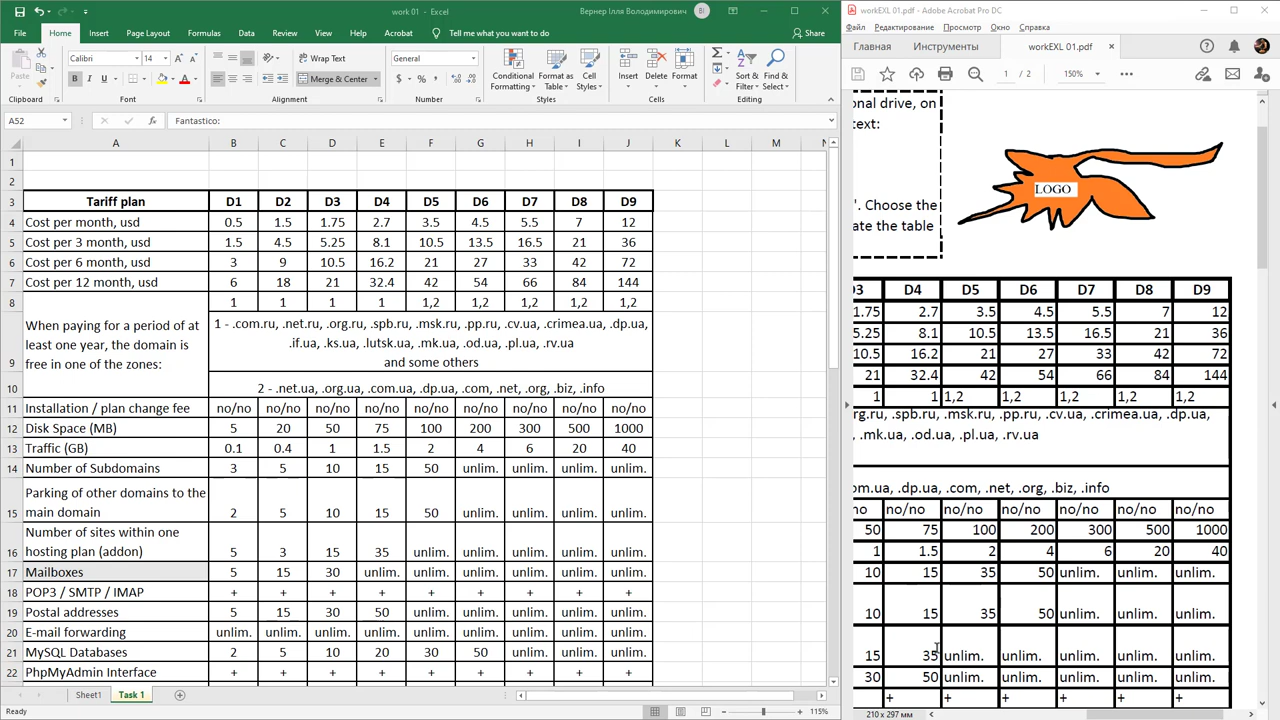 work 01 - Excel
Вернер Ілля Володимирович
ВІ
File Home Insert Page Layout Formulas Data Review View Help Acrobat Tell me what you want to do Share
Paste
Calibri 14
B I U
Wrap Text
Merge & Center
General
$ % ,
Conditional Formatting
Format as Table
Cell Styles
Insert Delete Format
Sort & Filter
Find & Select
Clipboard Font Alignment Number Styles Cells Editing
A52 Fantastico:
A B C D E F G H I J K L M N
1
2
3 Tariff plan D1 D2 D3 D4 D5 D6 D7 D8 D9
4 Cost per month, usd 0.5 1.5 1.75 2.7 3.5 4.5 5.5 7 12
5 Cost per 3 month, usd 1.5 4.5 5.25 8.1 10.5 13.5 16.5 21 36
6 Cost per 6 month, usd 3 9 10.5 16.2 21 27 33 42 72
7 Cost per 12 month, usd 6 18 21 32.4 42 54 66 84 144
8 1 1 1 1 1,2 1,2 1,2 1,2 1,2
When paying for a period of at
least one year, the domain is
free in one of the zones:
1 - .com.ru, .net.ru, .org.ru, .spb.ru, .msk.ru, .pp.ru, .cv.ua, .crimea.ua, .dp.ua,
.if.ua, .ks.ua, .lutsk.ua, .mk.ua, .od.ua, .pl.ua, .rv.ua
9 and some others
10 2 - .net.ua, .org.ua, .com.ua, .dp.ua, .com, .net, .org, .biz, .info
11 Installation / plan change fee no/no no/no no/no no/no no/no no/no no/no no/no no/no
12 Disk Space (MB) 5 20 50 75 100 200 300 500 1000
13 Traffic (GB) 0.1 0.4 1 1.5 2 4 6 20 40
14 Number of Subdomains 3 5 10 15 50 unlim. unlim. unlim. unlim.
Parking of other domains to the
15 main domain 2 5 10 15 50 unlim. unlim. unlim. unlim.
Number of sites within one
16 hosting plan (addon) 5 3 15 35 unlim. unlim. unlim. unlim. unlim.
17 Mailboxes 5 15 30 unlim. unlim. unlim. unlim. unlim. unlim.
18 POP3 / SMTP / IMAP + + + + + + + + +
19 Postal addresses 5 15 30 50 unlim. unlim. unlim. unlim. unlim.
20 E-mail forwarding unlim. unlim. unlim. unlim. unlim. unlim. unlim. unlim. unlim.
21 MySQL Databases 2 5 10 20 30 50 unlim. unlim. unlim.
22 PhpMyAdmin Interface + + + + + + + + +
Sheet1 Task 1
Ready 115%
workEXL 01.pdf - Adobe Acrobat Pro DC
Файл Редактирование Просмотр Окно Справка
Главная Инструменты workEXL 01.pdf
1 / 2 150%
onal drive, on
text:
". Choose the
ate the table
LOGO
D3 D4 D5 D6 D7 D8 D9
1.75 2.7 3.5 4.5 5.5 7 12
5.25 8.1 10.5 13.5 16.5 21 36
10.5 16.2 21 27 33 42 72
21 32.4 42 54 66 84 144
1 1 1,2 1,2 1,2 1,2 1,2
rg.ru, .spb.ru, .msk.ru, .pp.ru, .cv.ua, .crimea.ua, .dp.ua,
, .mk.ua, .od.ua, .pl.ua, .rv.ua
om.ua, .dp.ua, .com, .net, .org, .biz, .info
no no/no no/no no/no no/no no/no no/no
50 75 100 200 300 500 1000
1 1.5 2 4 6 20 40
10 15 35 50 unlim. unlim. unlim.
10 15 35 50 unlim. unlim. unlim.
15 35 unlim. unlim. unlim. unlim. unlim.
30 50 unlim. unlim. unlim. unlim. unlim.
+ + + + + +
210 x 297 мм